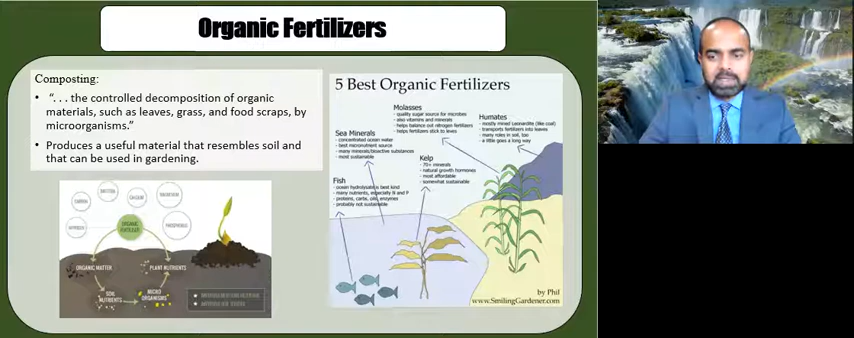 Organic Fertilizers
Composting:
• “. . . the controlled decomposition of organic
materials, such as leaves, grass, and food scraps, by
microorganisms.”
• Produces a useful material that resembles soil and
that can be used in gardening.
ORGANIC
FERTILIZER
ORGANIC MATTER
PLANT NUTRIENTS
SOIL
NUTRIENTS
MICRO
ORGANISMS
5 Best Organic Fertilizers
Molasses
- quality sugar source for microbes
- also vitamins and minerals
- helps balance out nitrogen fertilizers
- helps fertilizers stick to leaves
Humates
- mostly mined Leonardite (like coal)
- transports fertilizers into leaves
- many roles in soil, too
- a little goes a long way
Sea Minerals
- concentrated ocean water
- best micronutrient source
- many minerals/bioactive substances
- most sustainable
Kelp
- 70+ minerals
- natural growth hormones
- most affordable
- somewhat sustainable
Fish
- ocean hydrolysate is best kind
- many nutrients, especially N and P
- proteins, carbs, oils, enzymes
- probably not sustainable
by Phil
www.SmilingGardener.com